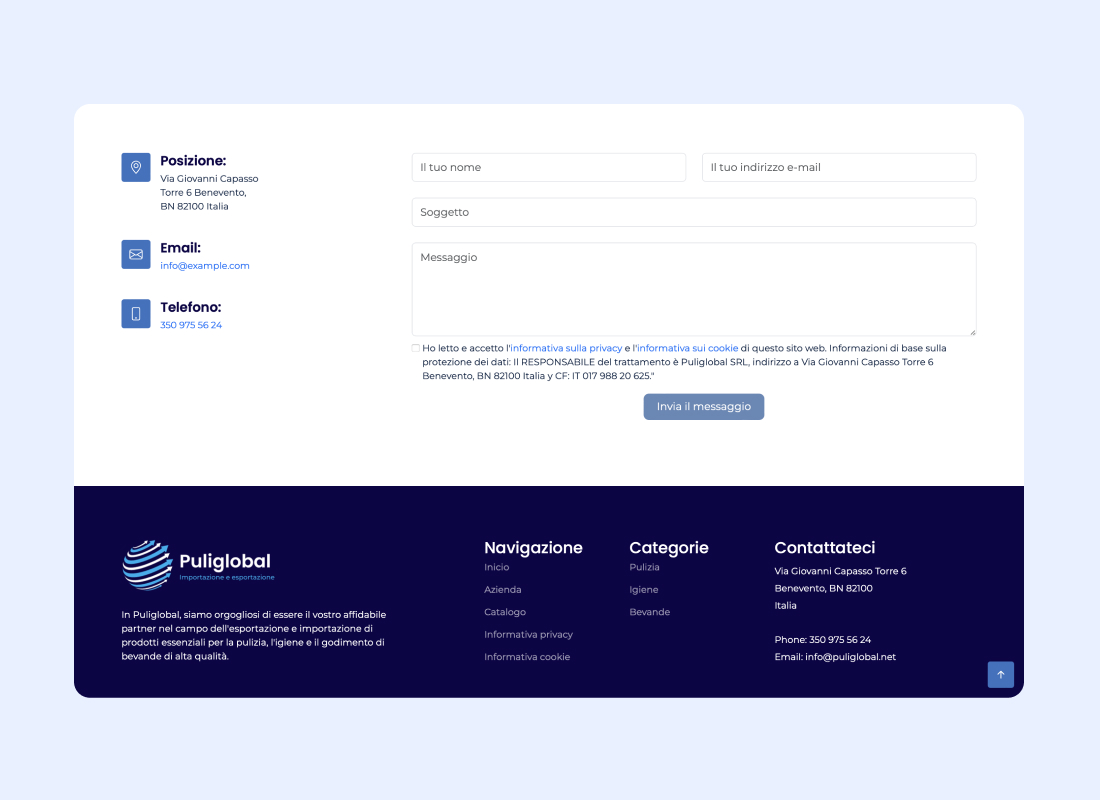 Posizione:
Via Giovanni Capasso
Torre 6 Benevento,
BN 82100 Italia
Email:
info@example.com
Telefono:
350 975 56 24
Il tuo nome
Il tuo indirizzo e-mail
Soggetto
Messaggio
Ho letto e accetto l'informativa sulla privacy e l'informativa sui cookie di questo sito web. Informazioni di base sulla
protezione dei dati: Il RESPONSABILE del trattamento è Puliglobal SRL, indirizzo a Via Giovanni Capasso Torre 6
Benevento, BN 82100 Italia y CF: IT 017 988 20 625."
Invia il messaggio
Puliglobal
Importazione e esportazione
In Puliglobal, siamo orgogliosi di essere il vostro affidabile
partner nel campo dell'esportazione e importazione di
prodotti essenziali per la pulizia, l'igiene e il godimento di
bevande di alta qualità.
Navigazione
Inicio
Azienda
Catalogo
Informativa privacy
Informativa cookie
Categorie
Pulizia
Igiene
Bevande
Contattateci
Via Giovanni Capasso Torre 6
Benevento, BN 82100
Italia
Phone: 350 975 56 24
Email: info@puliglobal.net